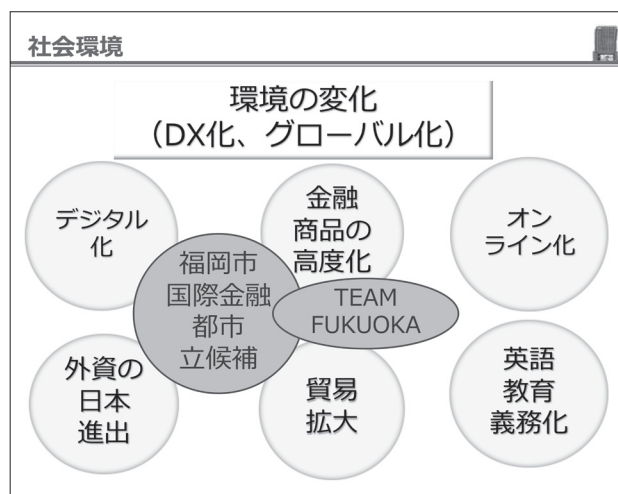 社会環境
環境の変化
（DX化、グローバル化）
デジタル
化
金融
商品の
高度化
オン
ライン化
福岡市
国際金融
都市
立候補
TEAM
FUKUOKA
外資の
日本
進出
貿易
拡大
英語
教育
義務化